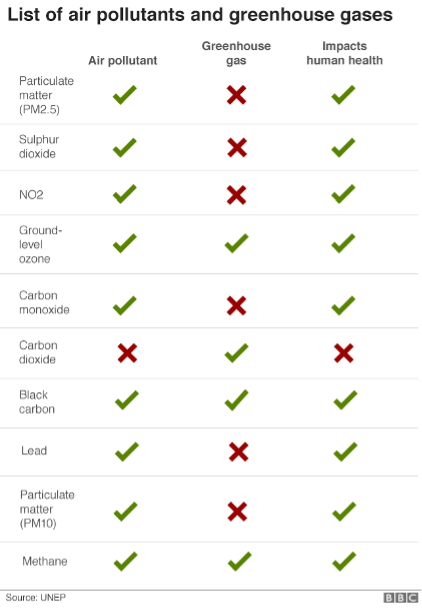 List of air pollutants and greenhouse gases
Air pollutant
Greenhouse
gas
Impacts
human health
Particulate
matter
(PM2.5)
Sulphur
dioxide
NO2
Ground-
level
ozone
Carbon
monoxide
Carbon
dioxide
Black
carbon
Lead
Particulate
matter
(PM10)
Methane
Source: UNEP
BBC